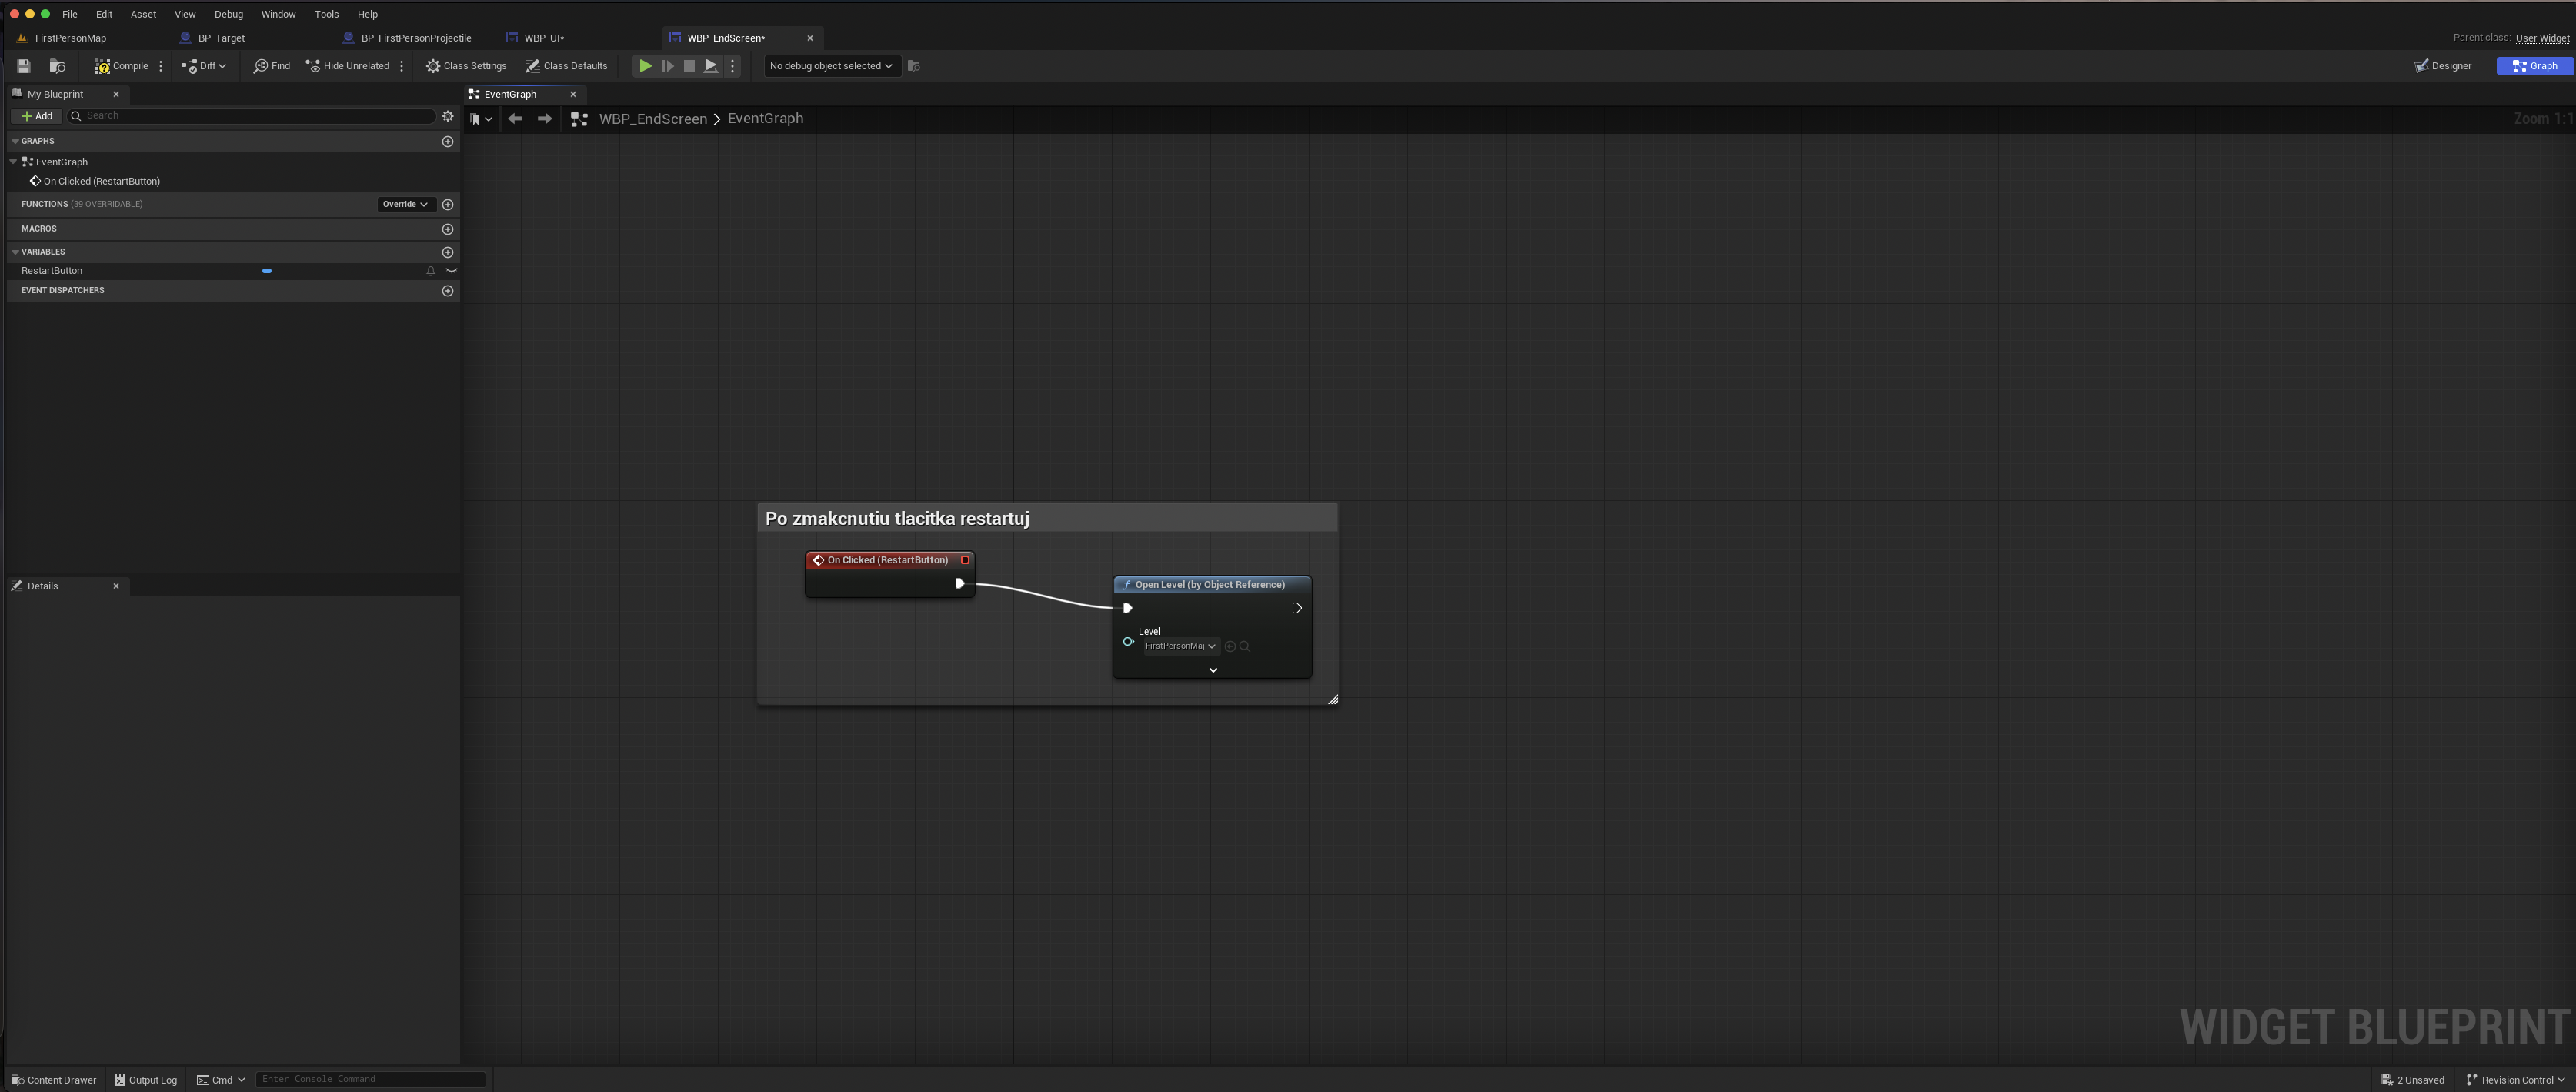 File Edit Asset View Debug Window Tools Help
FirstPersonMap BP_Target BP_FirstPersonProjectile WBP_UI• WBP_EndScreen•
Parent class: User Widget
Compile Diff Find Hide Unrelated Class Settings Class Defaults No debug object selected Designer Graph
My Blueprint
EventGraph
Add Search
WBP_EndScreen > EventGraph
Zoom 1:1
GRAPHS
EventGraph
On Clicked (RestartButton)
FUNCTIONS (39 OVERRIDABLE) Override
MACROS
VARIABLES
RestartButton
EVENT DISPATCHERS
Po zmakcnutiu tlacitka restartuj
On Clicked (RestartButton)
Open Level (by Object Reference)
Level
FirstPersonMa
Details
WIDGET BLUEPRINT
Content Drawer Output Log Cmd Enter Console Command 2 Unsaved Revision Control